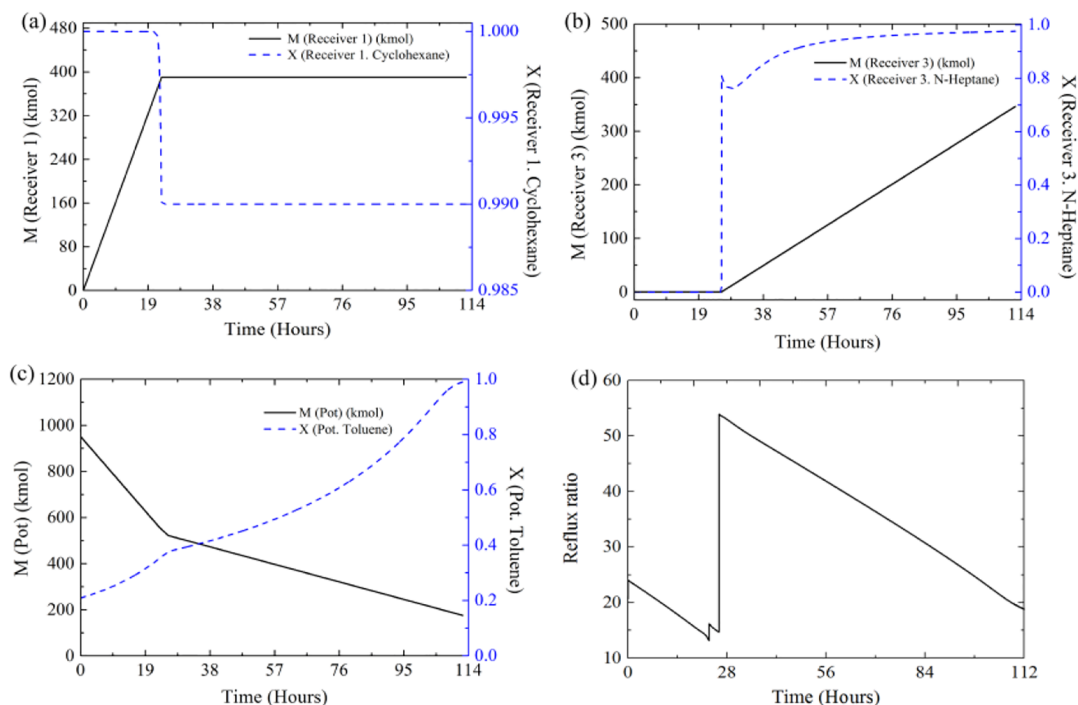 (a)
M (Receiver 1) (kmol)
X (Receiver 1. Cyclohexane)
480
400
320
240
160
80
0
1.000
0.995
0.990
0.985
0 19 38 57 76 95 114
Time (Hours)
M (Receiver 1) (kmol)
X (Receiver 1. Cyclohexane)
(b)
M (Receiver 3) (kmol)
X (Receiver 3. N-Heptane)
500
400
300
200
100
0
1.0
0.8
0.6
0.4
0.2
0.0
0 19 38 57 76 95 114
Time (Hours)
M (Receiver 3) (kmol)
X (Receiver 3. N-Heptane)
(c)
M (Pot) (kmol)
X (Pot. Toluene)
1200
1000
800
600
400
200
0
1.0
0.8
0.6
0.4
0.2
0.0
0 19 38 57 76 95 114
Time (Hours)
M (Pot) (kmol)
X (Pot. Toluene)
(d)
60
50
40
30
20
10
0 28 56 84 112
Time (Hours)
Reflux ratio